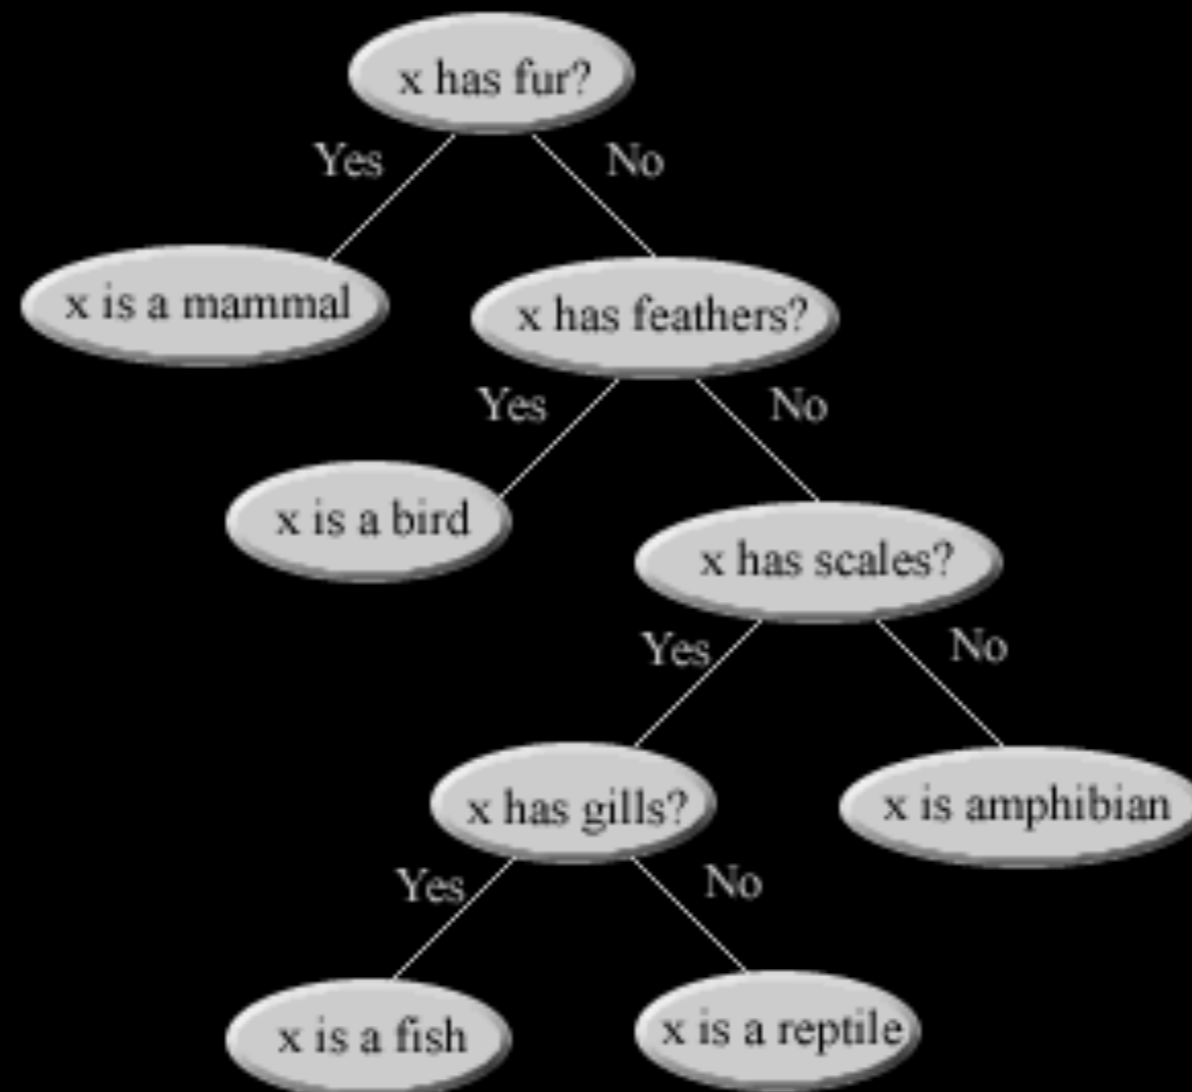 x has fur?
Yes
No
x is a mammal
x has feathers?
Yes
No
x is a bird
x has scales?
Yes
No
x has gills?
x is amphibian
Yes
No
x is a fish
x is a reptile